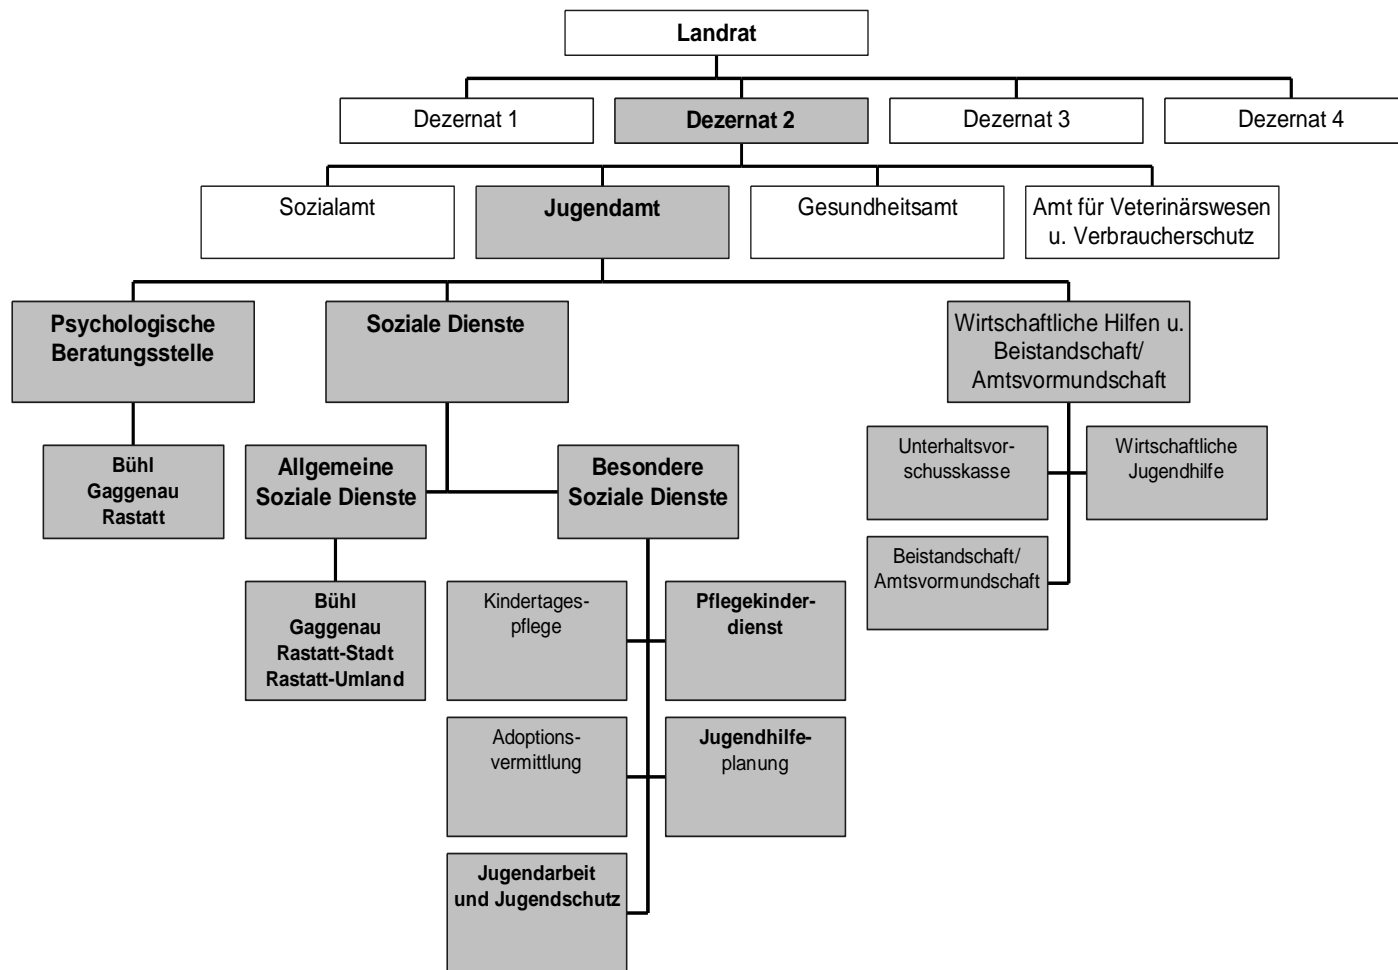 Landrat
Dezernat 1
Dezernat 2
Dezernat 3
Dezernat 4
Sozialamt
Jugendamt
Gesundheitsamt
Amt für Veterinärswesen
u. Verbraucherschutz
Psychologische
Beratungsstelle
Soziale Dienste
Wirtschaftliche Hilfen u.
Beistandschaft/
Amtsvormundschaft
Bühl
Gaggenau
Rastatt
Allgemeine
Soziale Dienste
Besondere
Soziale Dienste
Unterhaltsvor-
schusskasse
Wirtschaftliche
Jugendhilfe
Beistandschaft/
Amtsvormundschaft
Bühl
Gaggenau
Rastatt-Stadt
Rastatt-Umland
Kindertages-
pflege
Pflegekinder-
dienst
Adoptions-
vermittlung
Jugendhilfe-
planung
Jugendarbeit
und Jugendschutz